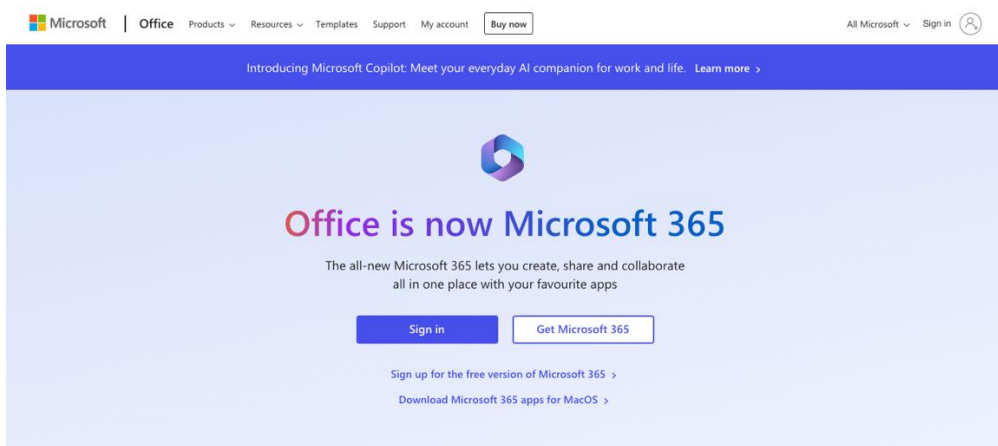 Microsoft | Office Products Resources Templates Support My account Buy now All Microsoft Sign in
Introducing Microsoft Copilot: Meet your everyday AI companion for work and life. Learn more >
Office is now Microsoft 365
The all-new Microsoft 365 lets you create, share and collaborate
all in one place with your favourite apps
Sign in Get Microsoft 365
Sign up for the free version of Microsoft 365 >
Download Microsoft 365 apps for MacOS >